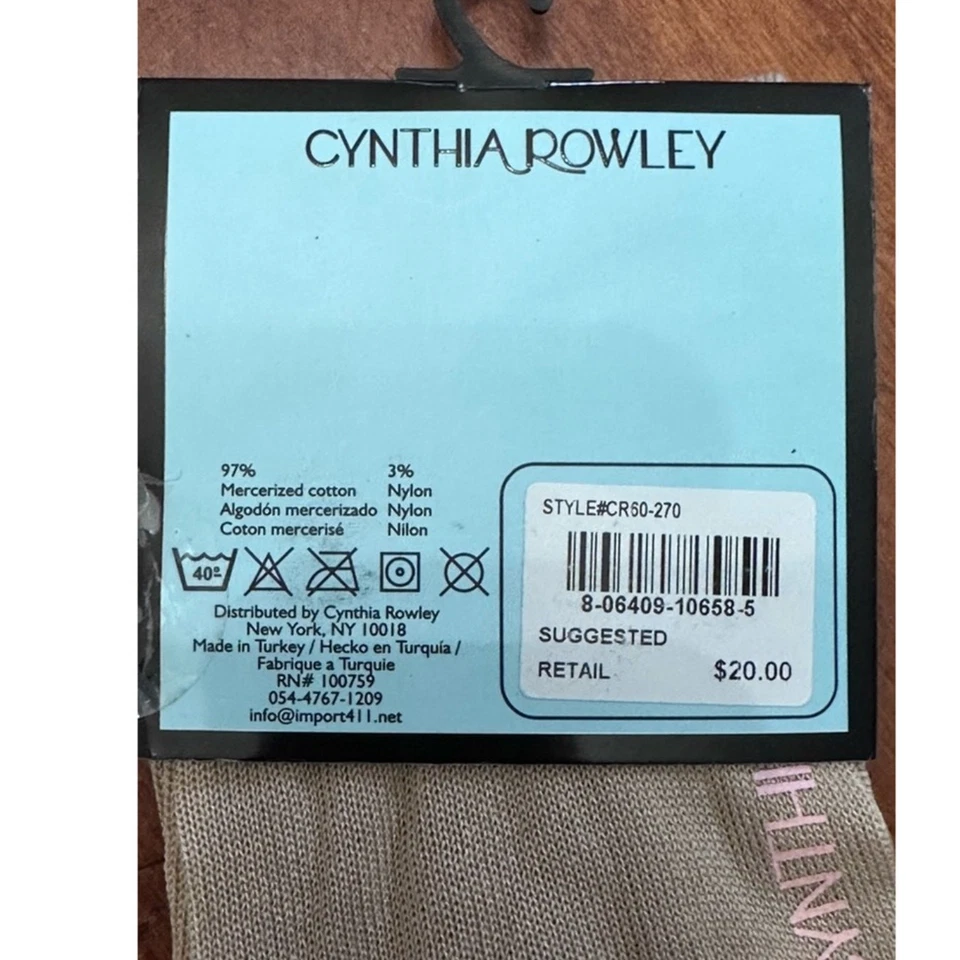 CYNTHIA ROWLEY
97% 3%
Mercerized cotton Nylon
Algodón mercerizado Nylon
Coton mercerisé Nilon
40º
Distributed by Cynthia Rowley
New York, NY 10018
Made in Turkey / Hecko en Turquía /
Fabrique a Turquie
RN# 100759
054-4767-1209
info@import411.net
STYLE#CR60-270
8-06409-10658-5
SUGGESTED
RETAIL $20.00